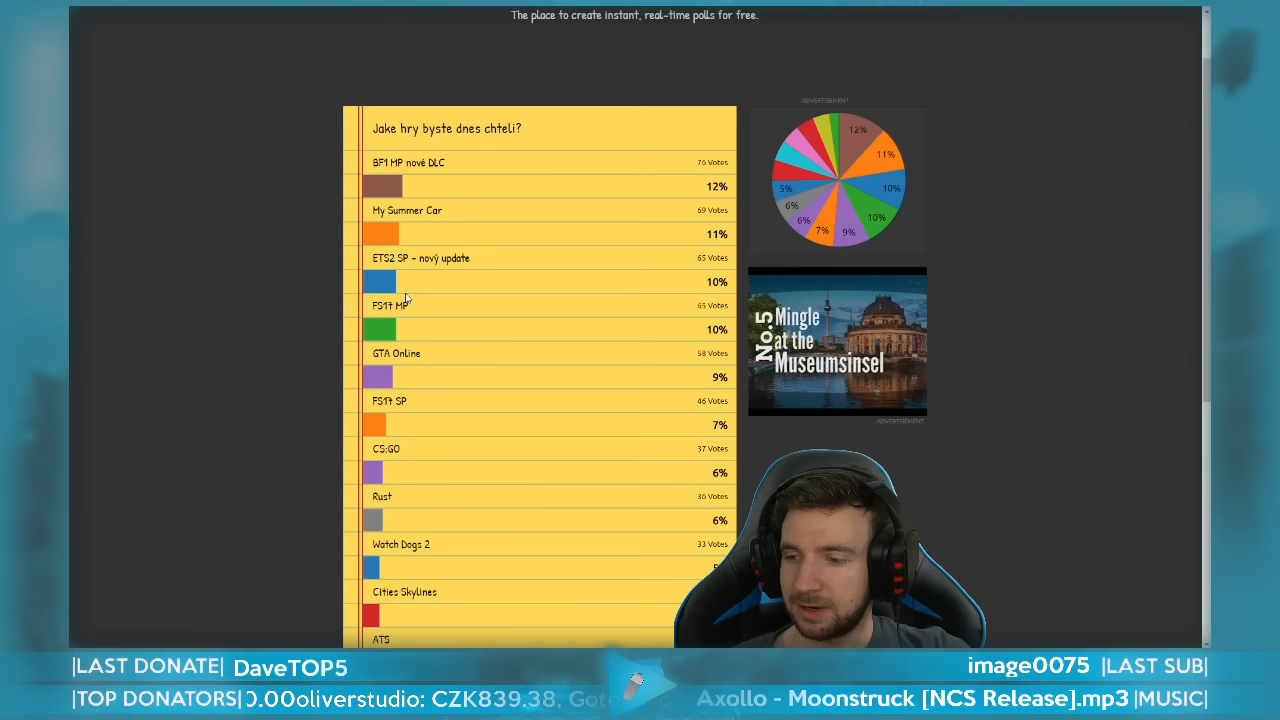 The place to create instant, real-time polls for free.
ADVERTISEMENT
Jake hry byste dnes chteli?
BF1 MP nové DLC 76 Votes
12%
My Summer Car 69 Votes
11%
ETS2 SP - nový update 65 Votes
10%
FS17 MP 65 Votes
10%
GTA Online 58 Votes
9%
FS17 SP 46 Votes
7%
CS:GO 37 Votes
6%
Rust 36 Votes
6%
Watch Dogs 2 33 Votes
Cities Skylines
ATS
12%
11%
10%
10%
9%
7%
6%
6%
5%
No.5 Mingle
at the
Museumsinsel
ADVERTISEMENT
|LAST DONATE| DaveTOP5
image0075 |LAST SUB|
|TOP DONATORS| 0.00oliverstudio: CZK839.38,
Axollo - Moonstruck [NCS Release].mp3 |MUSIC|